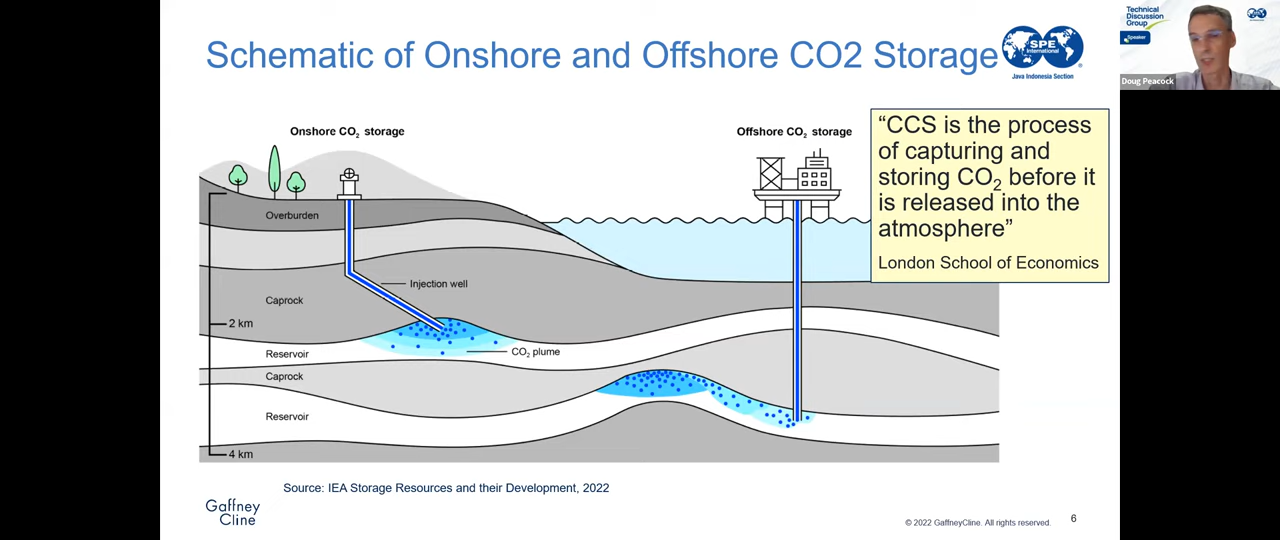 Schematic of Onshore and Offshore CO2 Storage
SPE
International
Java Indonesia Section
Technical
Discussion
Group
Speaker
Doug Peacock
Onshore CO₂ storage
Offshore CO₂ storage
“CCS is the process
of capturing and
storing CO₂ before it
is released into the
atmosphere”
London School of Economics
Overburden
Injection well
Caprock
2 km
Reservoir
CO₂ plume
Caprock
Reservoir
4 km
Source: IEA Storage Resources and their Development, 2022
Gaffney
Cline
© 2022 GaffneyCline. All rights reserved.
6